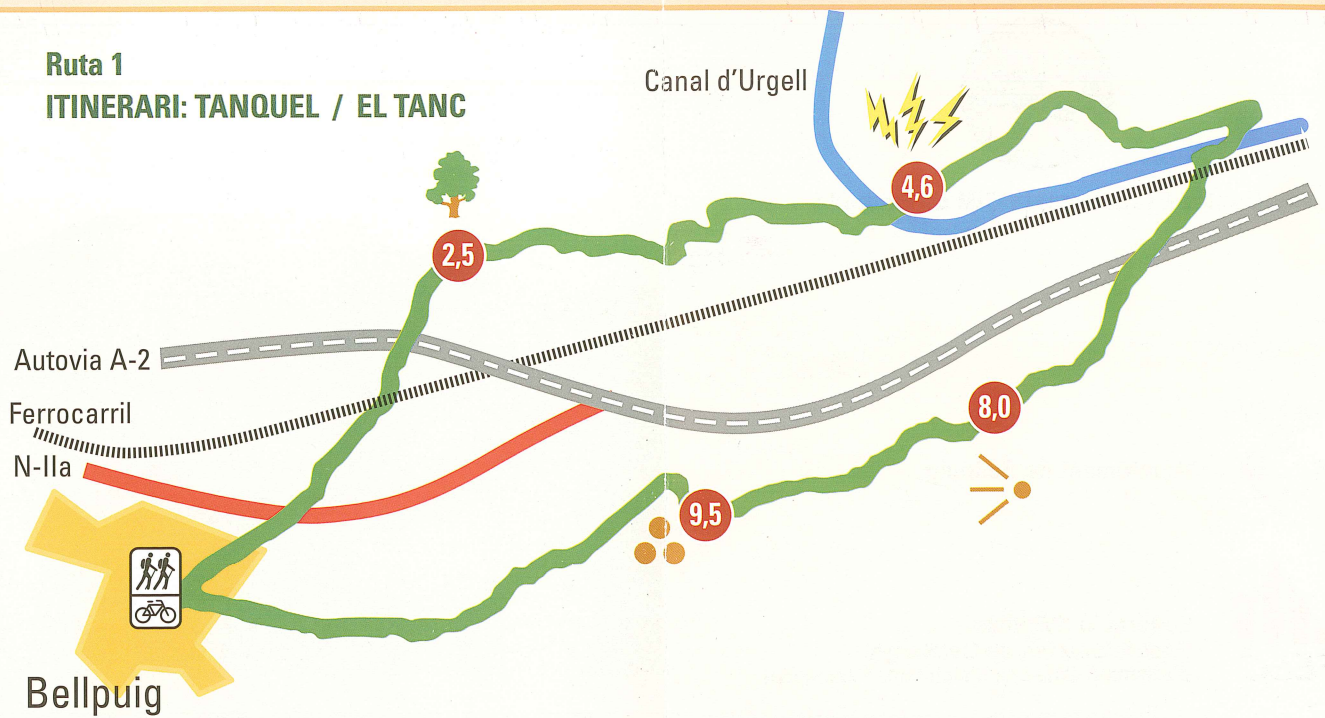 Ruta 1
ITINERARI: TANQUEL / EL TANC
Canal d'Urgell
4,6
2,5
Autovia A-2
Ferrocarril
8,0
N-IIa
9,5
Bellpuig